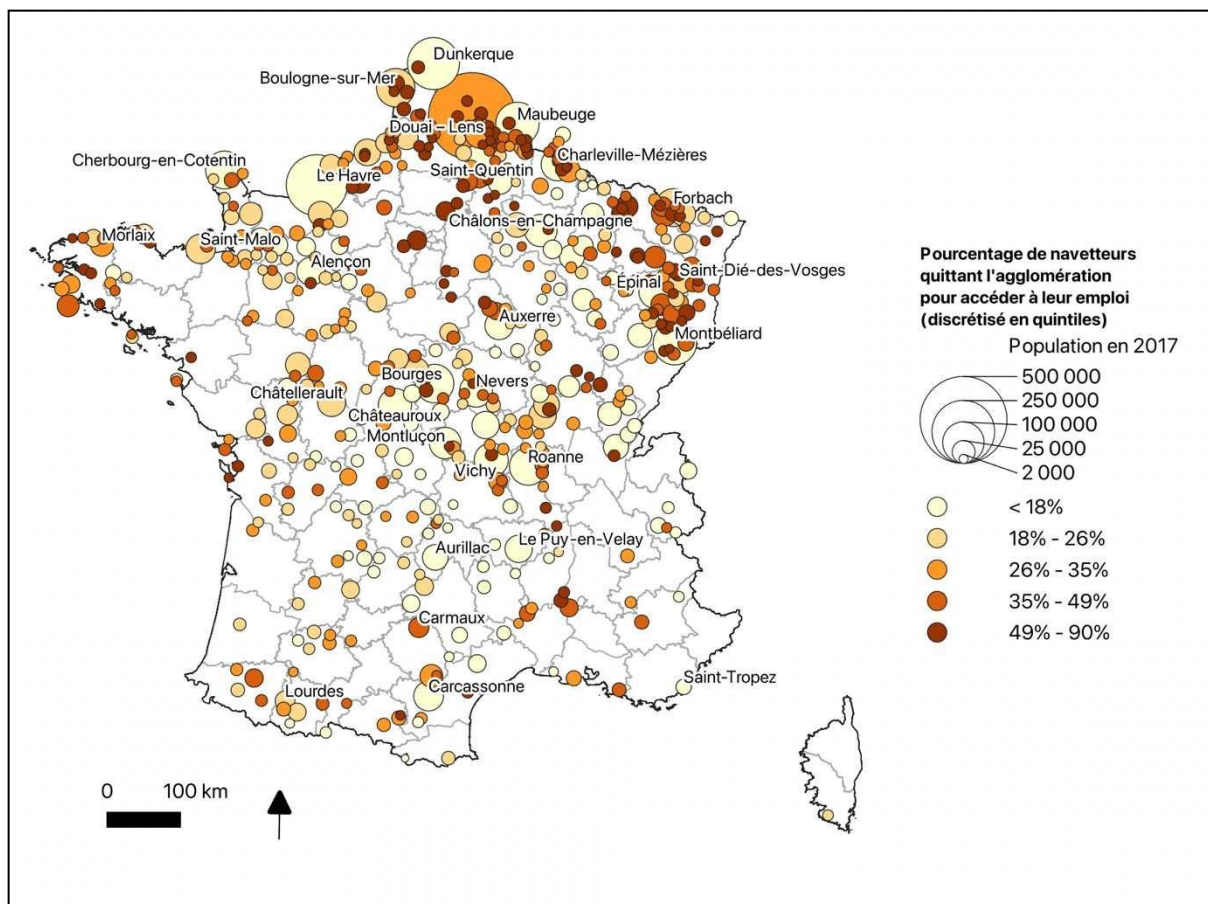 Dunkerque
Boulogne-sur-Mer
Maubeuge
Douai – Lens
Cherbourg-en-Cotentin
Charleville-Mézières
Saint-Quentin
Le Havre
Forbach
Châlons-en-Champagne
Morlaix
Saint-Malo
Alençon
Saint-Dié-des-Vosges
Épinal
Auxerre
Montbéliard
Bourges
Nevers
Châtellerault
Châteauroux
Montluçon
Vichy
Roanne
Aurillac
Le Puy-en-Velay
Carmaux
Saint-Tropez
Lourdes
Carcassonne
0 100 km
Pourcentage de navetteurs
quittant l'agglomération
pour accéder à leur emploi
(discrétisé en quintiles)
Population en 2017
500 000
250 000
100 000
25 000
2 000
< 18%
18% - 26%
26% - 35%
35% - 49%
49% - 90%